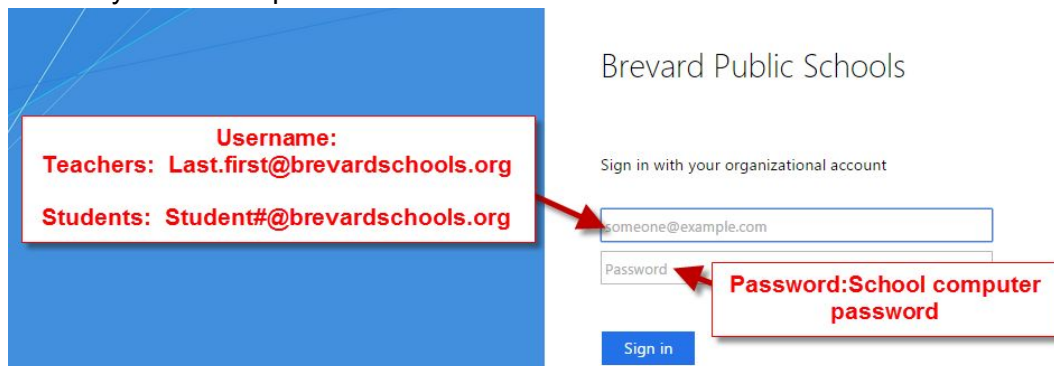 Brevard Public Schools
Username:
Teachers: Last.first@brevardschools.org
Students: Student#@brevardschools.org
Sign in with your organizational account
someone@example.com
Password
Password:School computer
password
Sign in